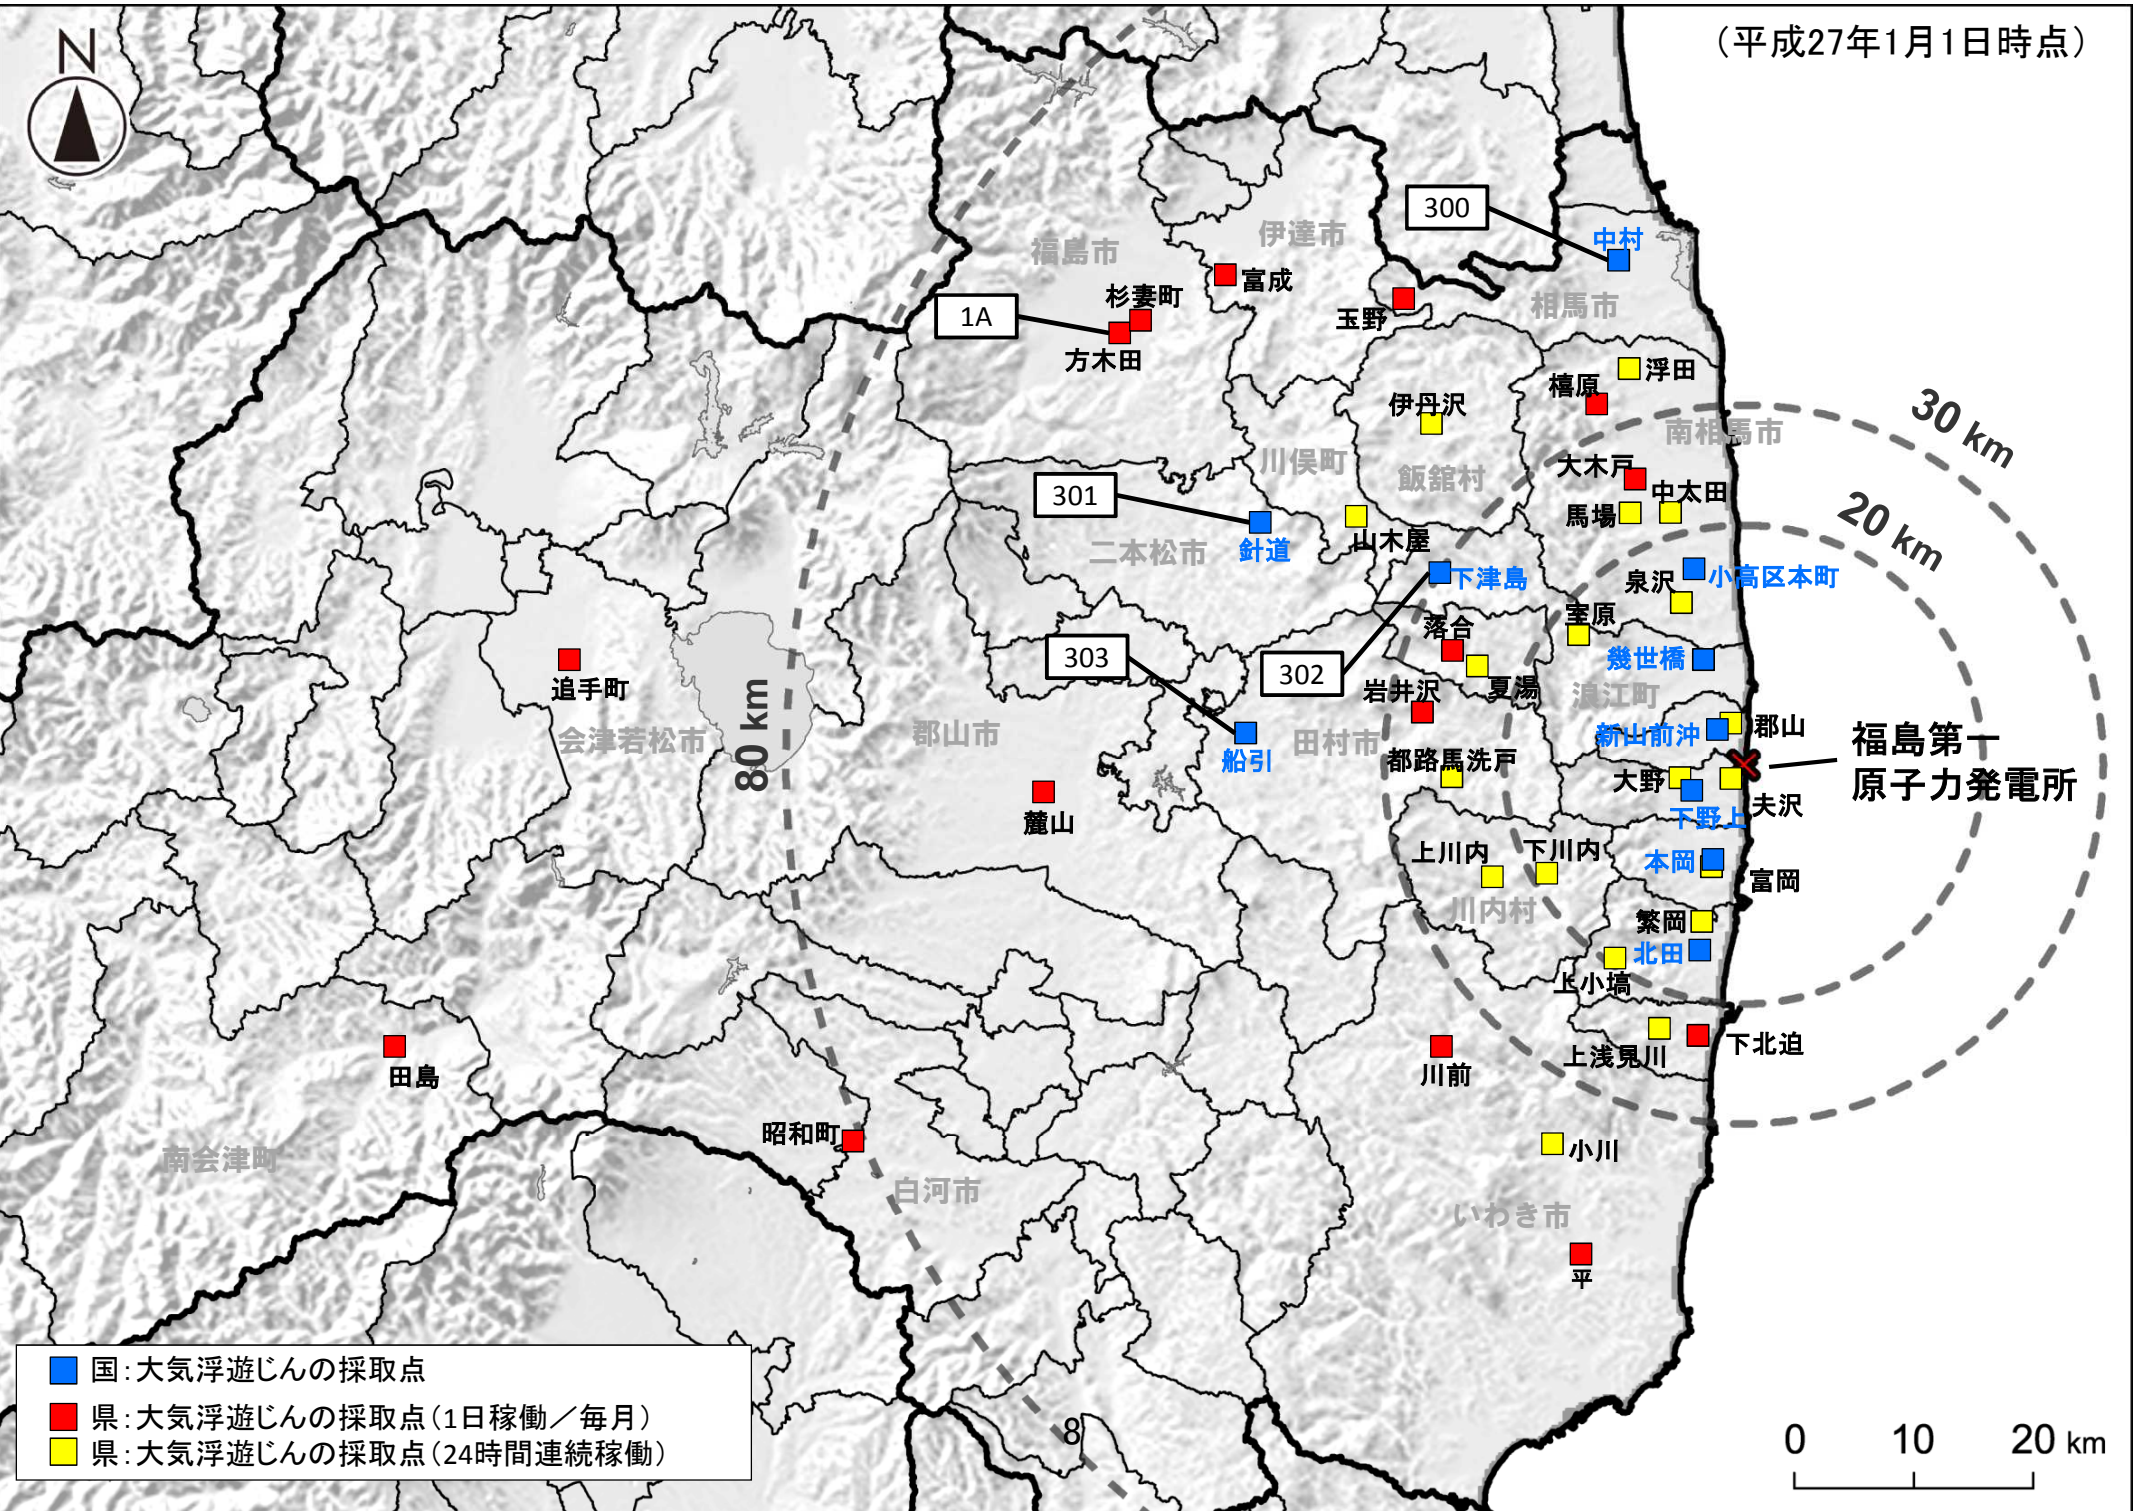 (平成27年1月1日時点)
N
300
中村
福島市
伊達市
富成
杉妻町
1A
玉野
相馬市
方木田
浮田
檜原
伊丹沢
30 km
南相馬市
川俣町
飯舘村
大木戸
301
中太田
馬場
20 km
針道
二本松市
山木屋
下津島
泉沢
小高区本町
室原
落合
303
302
幾世橋
追手町
夏湯
岩井沢
浪江町
80 km
郡山市
会津若松市
田村市
新山前沖
郡山
船引
福島第一
原子力発電所
都路馬洗戸
大野
夫沢
麓山
下野上
上川内
下川内
本岡
富岡
川内村
繁岡
北田
上小塙
下北迫
上浅見川
田島
川前
昭和町
小川
南会津町
白河市
いわき市
平
国:大気浮遊じんの採取点
県:大気浮遊じんの採取点(1日稼働/毎月)
県:大気浮遊じんの採取点(24時間連続稼働)
8
0 10 20 km